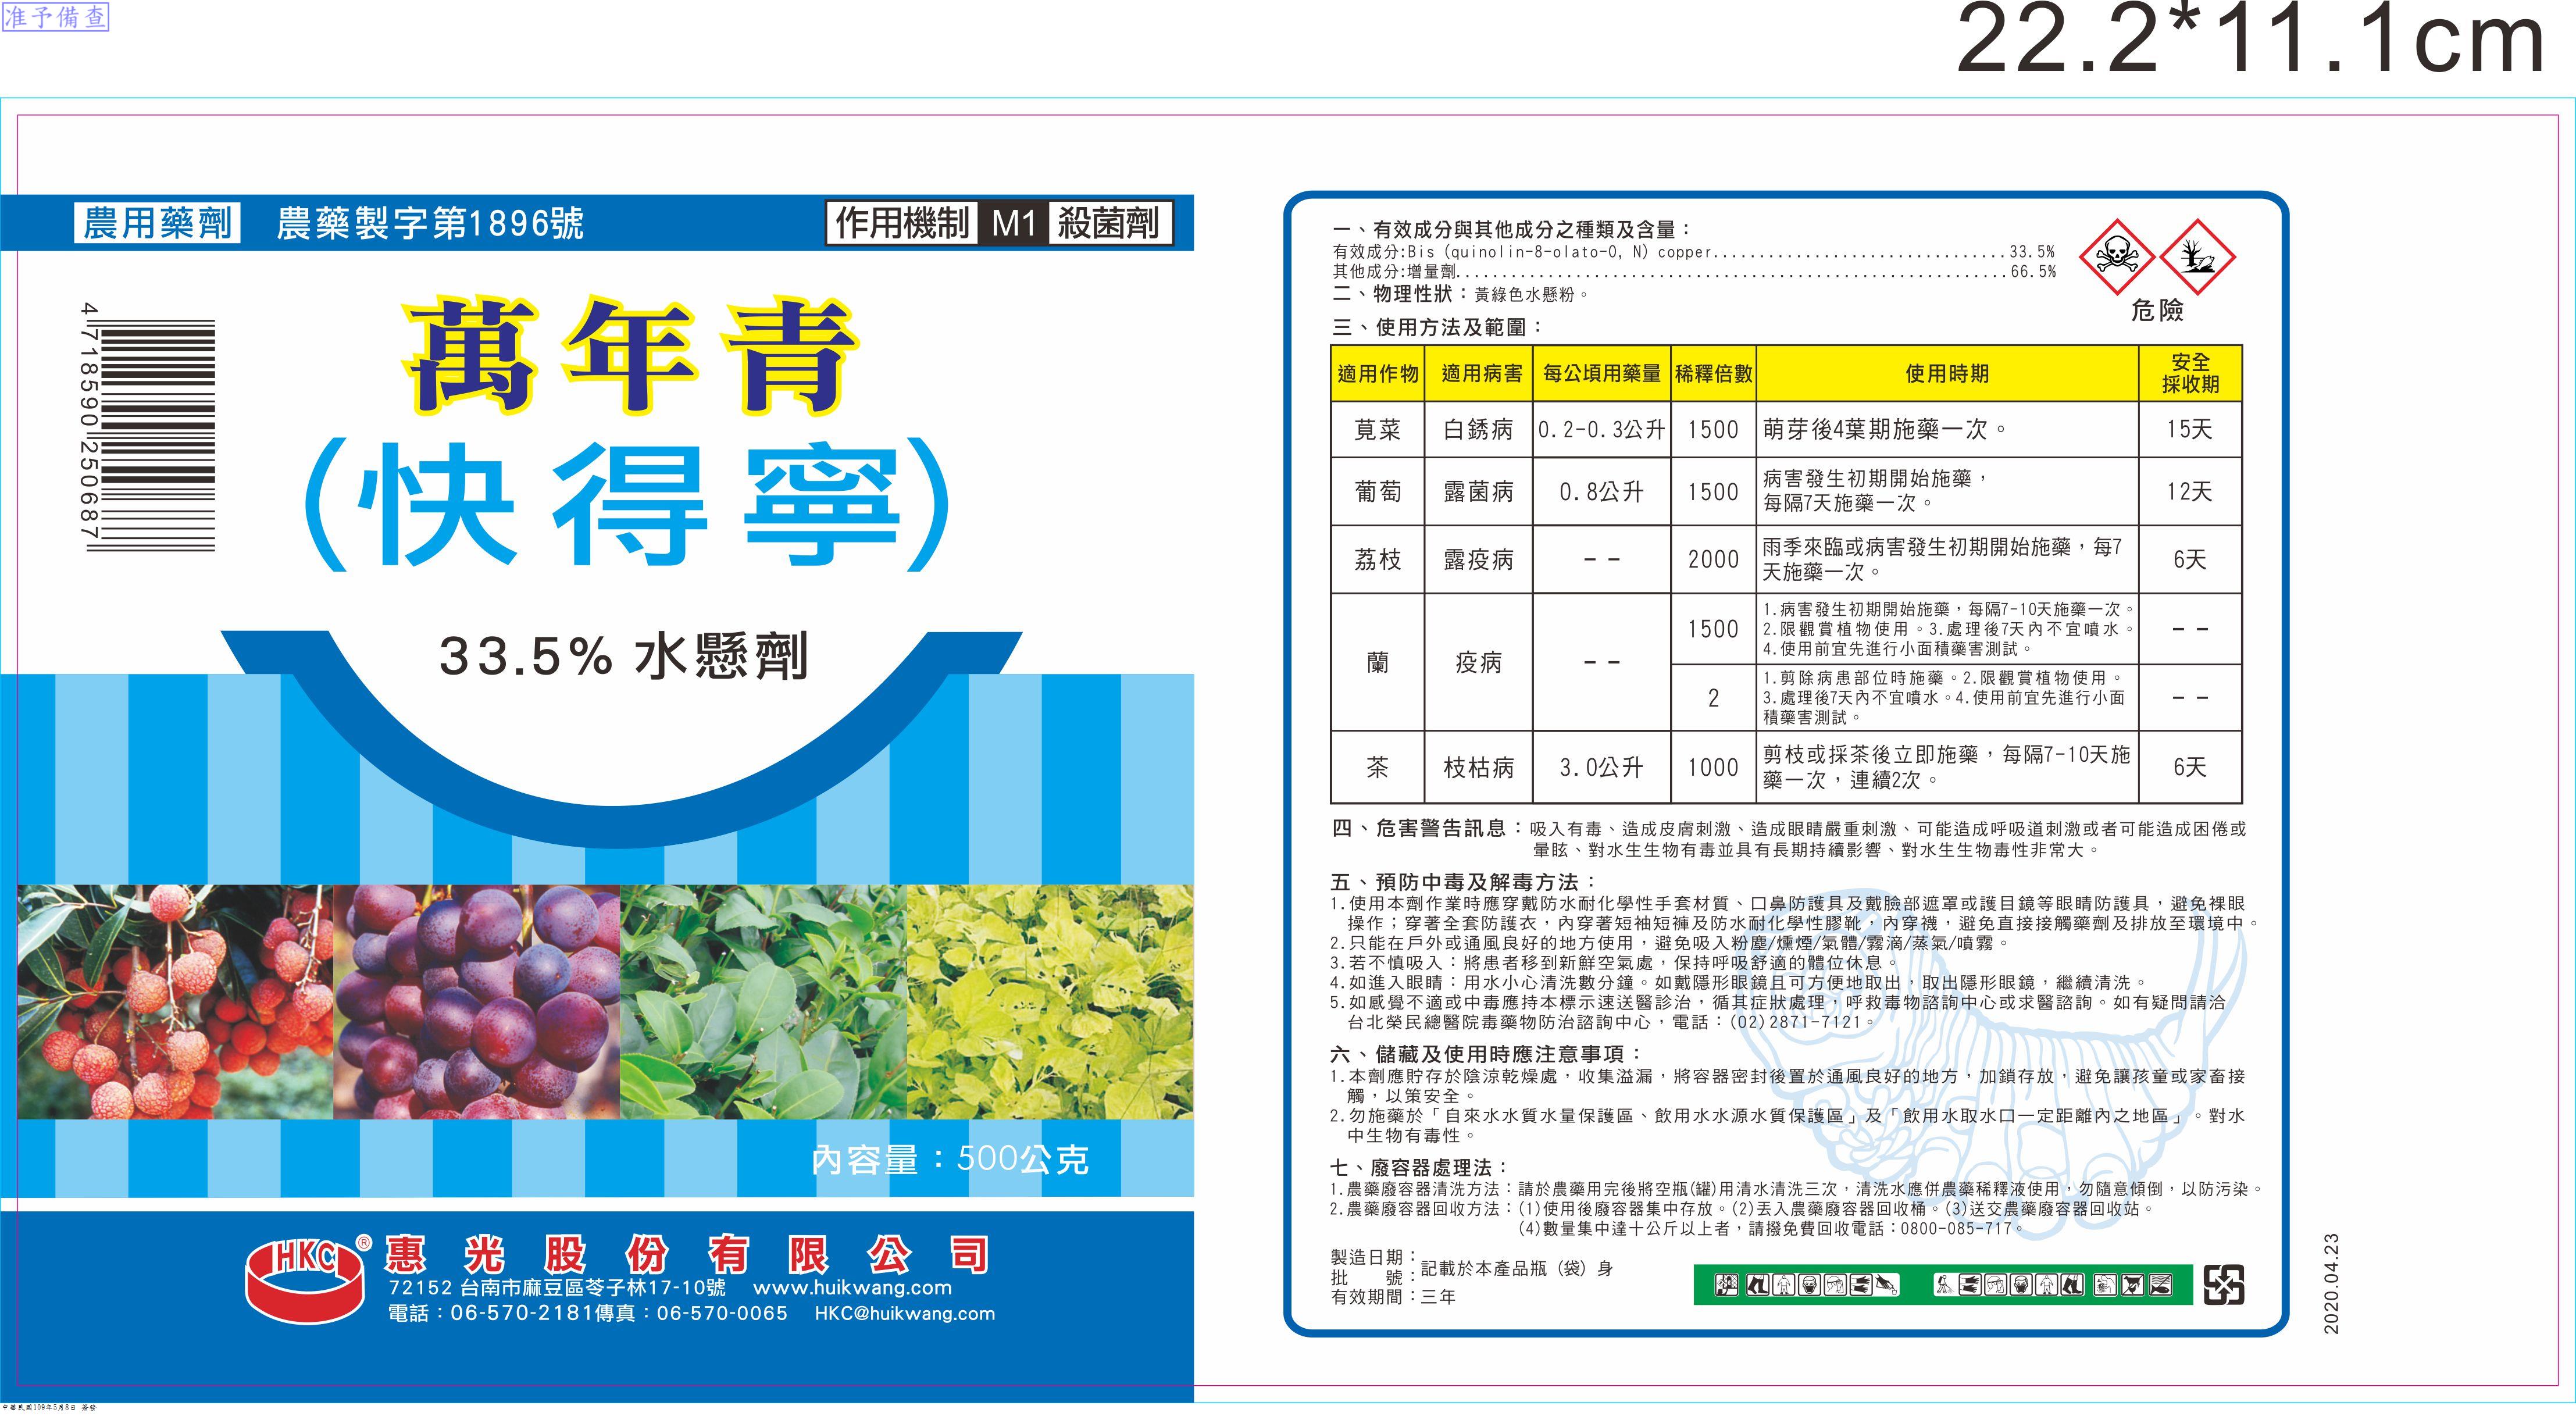 准予備查
22.2*11.1cm
農用藥劑 農藥製字第1896號 作用機制 M1 殺菌劑
4 718590 250687
萬年青
(快得寧)
33.5% 水懸劑
內容量：500公克
HKC® 惠光股份有限公司
72152 台南市麻豆區苓子林17-10號 www.huikwang.com
電話：06-570-2181傳真：06-570-0065 HKC@huikwang.com
一、有效成分與其他成分之種類及含量：
有效成分:Bis (quinolin-8-olato-O, N) copper................................33.5%
其他成分:增量劑............................................................66.5%
二、物理性狀：黃綠色水懸粉。
危險
三、使用方法及範圍：
適用作物 適用病害 每公頃用藥量 稀釋倍數 使用時期 安全採收期
莧菜 白銹病 0.2-0.3公升 1500 萌芽後4葉期施藥一次。 15天
葡萄 露菌病 0.8公升 1500 病害發生初期開始施藥，
每隔7天施藥一次。 12天
荔枝 露疫病 -- 2000 雨季來臨或病害發生初期開始施藥，每7
天施藥一次。 6天
蘭 疫病 -- 1500 1.病害發生初期開始施藥，每隔7-10天施藥一次。
2.限觀賞植物使用。3.處理後7天內不宜噴水。
4.使用前宜先進行小面積藥害測試。 --
2 1.剪除病患部位時施藥。2.限觀賞植物使用。
3.處理後7天內不宜噴水。4.使用前宜先進行小面
積藥害測試。 --
茶 枝枯病 3.0公升 1000 剪枝或採茶後立即施藥，每隔7-10天施
藥一次，連續2次。 6天
四、危害警告訊息：吸入有毒、造成皮膚刺激、造成眼睛嚴重刺激、可能造成呼吸道刺激或者可能造成困倦或
暈眩、對水生生物有毒並具有長期持續影響、對水生生物毒性非常大。
五、預防中毒及解毒方法：
1.使用本劑作業時應穿戴防水耐化學性手套材質、口鼻防護具及戴臉部遮罩或護目鏡等眼睛防護具，避免裸眼
操作；穿著全套防護衣，內穿著短袖短褲及防水耐化學性膠靴，內穿襪，避免直接接觸藥劑及排放至環境中。
2.只能在戶外或通風良好的地方使用，避免吸入粉塵/燻煙/氣體/霧滴/蒸氣/噴霧。
3.若不慎吸入：將患者移到新鮮空氣處，保持呼吸舒適的體位休息。
4.如進入眼睛：用水小心清洗數分鐘。如戴隱形眼鏡且可方便地取出，取出隱形眼鏡，繼續清洗。
5.如感覺不適或中毒應持本標示速送醫診治，循其症狀處理，呼救毒物諮詢中心或求醫諮詢。如有疑問請洽
台北榮民總醫院毒藥物防治諮詢中心，電話：(02)2871-7121。
六、儲藏及使用時應注意事項：
1.本劑應貯存於陰涼乾燥處，收集溢漏，將容器密封後置於通風良好的地方，加鎖存放，避免讓孩童或家畜接
觸，以策安全。
2.勿施藥於「自來水水質水量保護區、飲用水水源水質保護區」及「飲用水取水口一定距離內之地區」。對水
中生物有毒性。
七、廢容器處理法：
1.農藥廢容器清洗方法：請於農藥用完後將空瓶(罐)用清水清洗三次，清洗水應併農藥稀釋液使用，勿隨意傾倒，以防污染。
2.農藥廢容器回收方法：(1)使用後廢容器集中存放。(2)丟入農藥廢容器回收桶。(3)送交農藥廢容器回收站。
(4)數量集中達十公斤以上者，請撥免費回收電話：0800-085-717。
製造日期：
批 號：記載於本產品瓶（袋）身
有效期間：三年
2020.04.23
中華民國109年5月8日 簽發